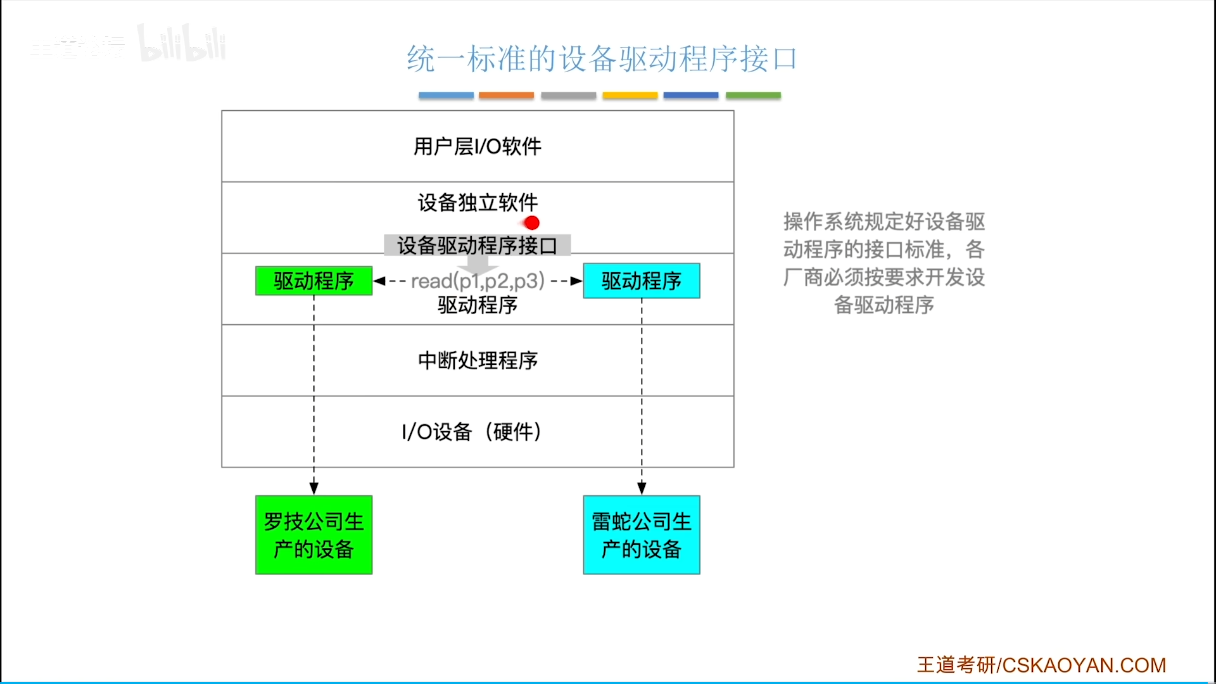 bilibili
统一标准的设备驱动程序接口
用户层I/O软件
设备独立软件
设备驱动程序接口
驱动程序
read(p1,p2,p3)
驱动程序
驱动程序
中断处理程序
I/O设备（硬件）
罗技公司生
产的设备
雷蛇公司生
产的设备
操作系统规定好设备驱
动程序的接口标准，各
厂商必须按要求开发设
备驱动程序
王道考研/CSKAOYAN.COM